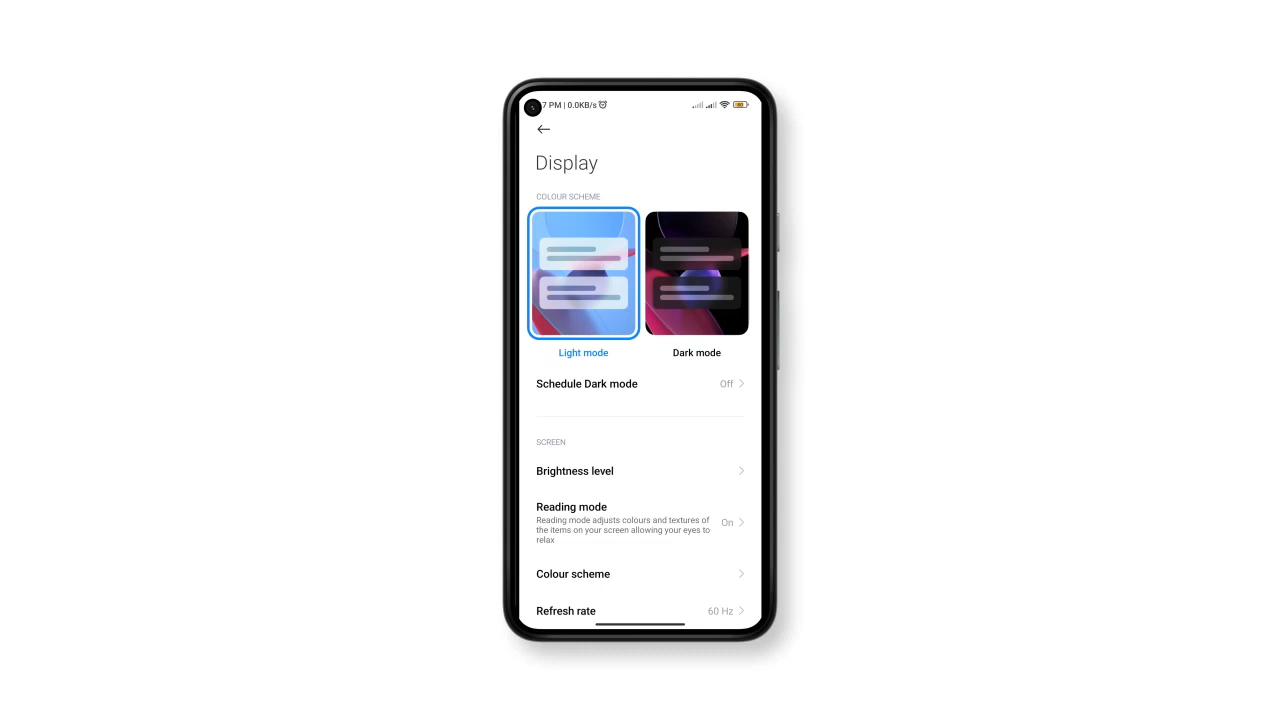 7 PM | 0.0KB/s
Display
COLOUR SCHEME
Light mode
Dark mode
Schedule Dark mode
Off
SCREEN
Brightness level
Reading mode
Reading mode adjusts colours and textures of
the items on your screen allowing your eyes to
relax
On
Colour scheme
Refresh rate
60 Hz